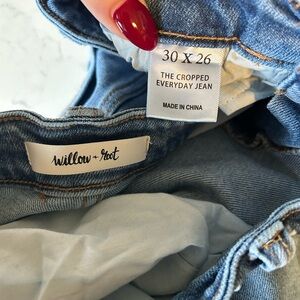 30 X 26
THE CROPPED
EVERYDAY JEAN
MADE IN CHINA
willow + root